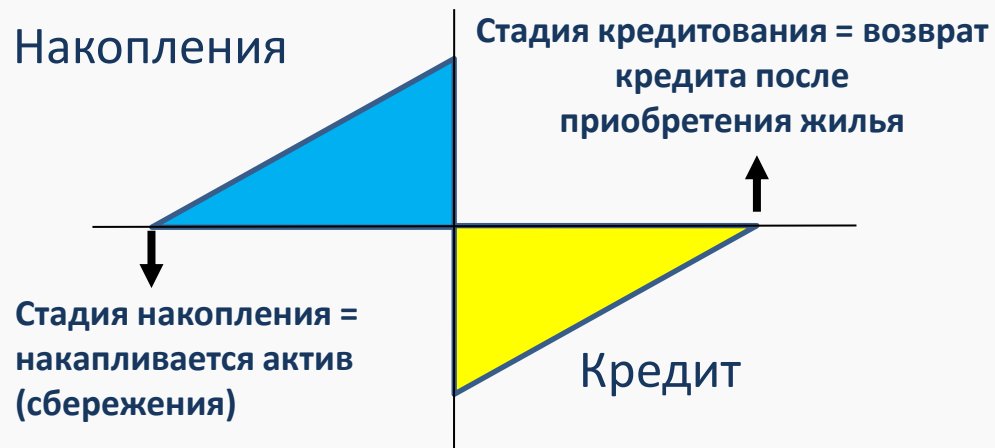 Накопления
Стадия кредитования = возврат
кредита после
приобретения жилья
Стадия накопления =
накапливается актив
(сбережения)
Кредит